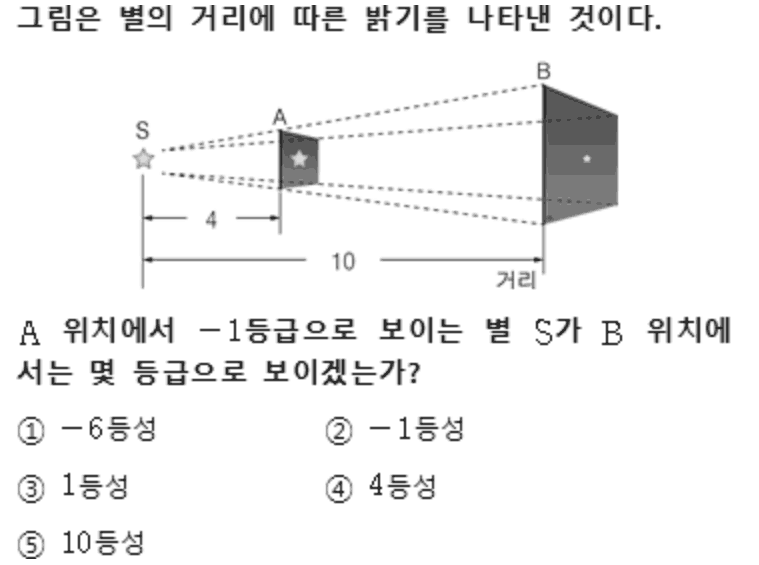 그림은 별의 거리에 따른 밝기를 나타낸 것이다.
B
A
S
4
10
거리
A 위치에서 －1등급으로 보이는 별 S가 B 위치에
서는 몇 등급으로 보이겠는가?
① －6등성 ② －1등성
③ 1등성 ④ 4등성
⑤ 10등성